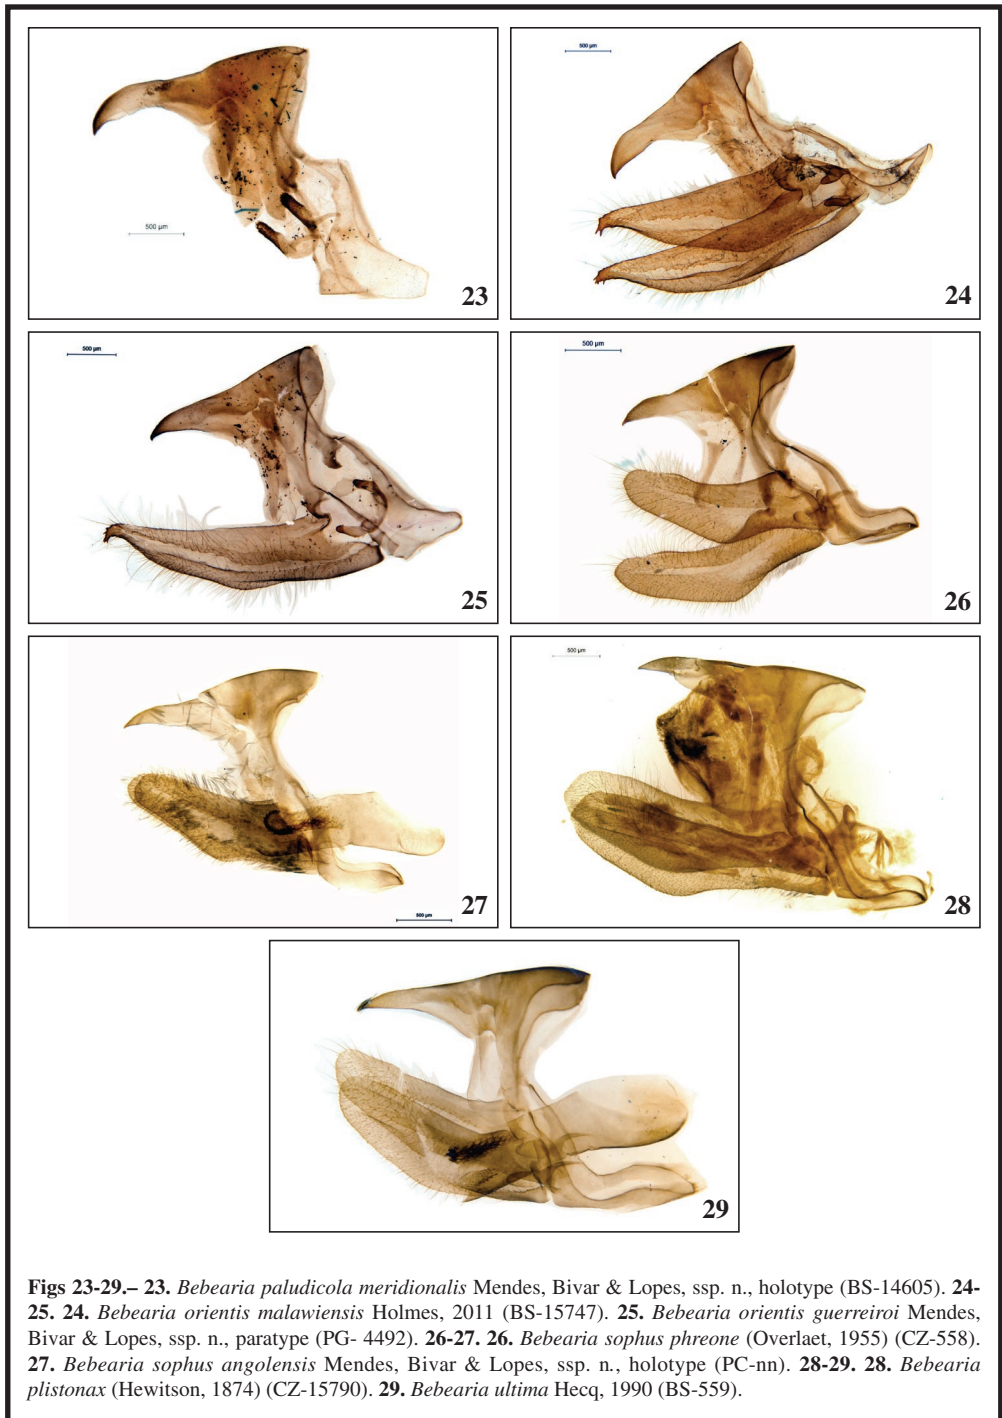 500 µm
23
500 µm
24
500 µm
25
500 µm
26
500 µm
27
500 µm
28
29
Figs 23-29.– 23. Bebearia paludicola meridionalis Mendes, Bivar & Lopes, ssp. n., holotype (BS-14605). 24-
25. 24. Bebearia orientis malawiensis Holmes, 2011 (BS-15747). 25. Bebearia orientis guerreiroi Mendes,
Bivar & Lopes, ssp. n., paratype (PG- 4492). 26-27. 26. Bebearia sophus phreone (Overlaet, 1955) (CZ-558).
27. Bebearia sophus angolensis Mendes, Bivar & Lopes, ssp. n., holotype (PC-nn). 28-29. 28. Bebearia
plistonax (Hewitson, 1874) (CZ-15790). 29. Bebearia ultima Hecq, 1990 (BS-559).